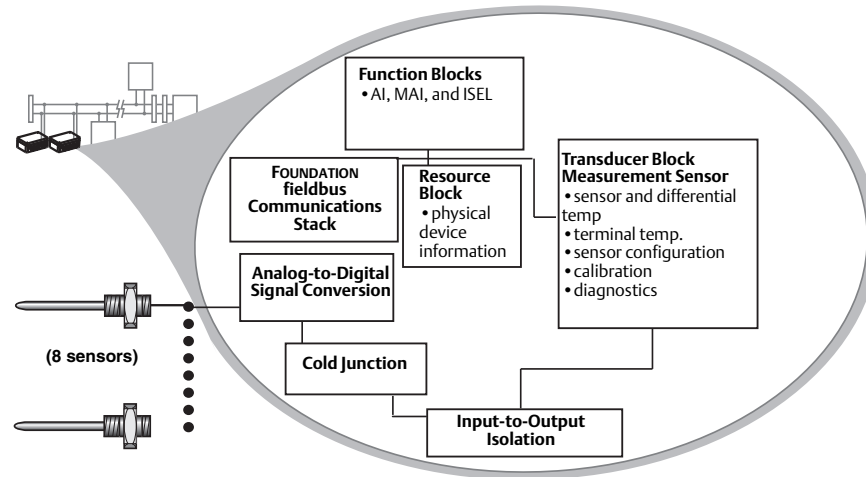 Function Blocks
• AI, MAI, and ISEL
FOUNDATION
fieldbus
Communications
Stack
Resource
Block
• physical
device
information
Transducer Block
Measurement Sensor
• sensor and differential
temp
• terminal temp.
• sensor configuration
• calibration
• diagnostics
Analog-to-Digital
Signal Conversion
(8 sensors)
Cold Junction
Input-to-Output
Isolation